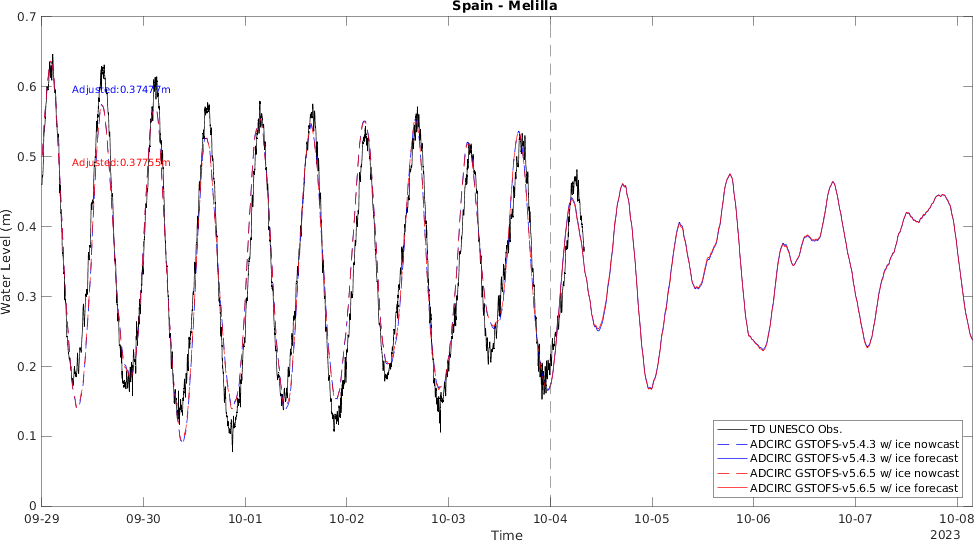 Spain - Melilla
0.7
0.6
0.5
0.4
0.3
0.2
0.1
0
Water Level (m)
Adjusted:0.37477m
Adjusted:0.37755m
TD UNESCO Obs.
ADCIRC GSTOFS-v5.4.3 w/ ice nowcast
ADCIRC GSTOFS-v5.4.3 w/ ice forecast
ADCIRC GSTOFS-v5.6.5 w/ ice nowcast
ADCIRC GSTOFS-v5.6.5 w/ ice forecast
09-29 09-30 10-01 10-02 10-03 10-04 10-05 10-06 10-07 10-08
Time
2023